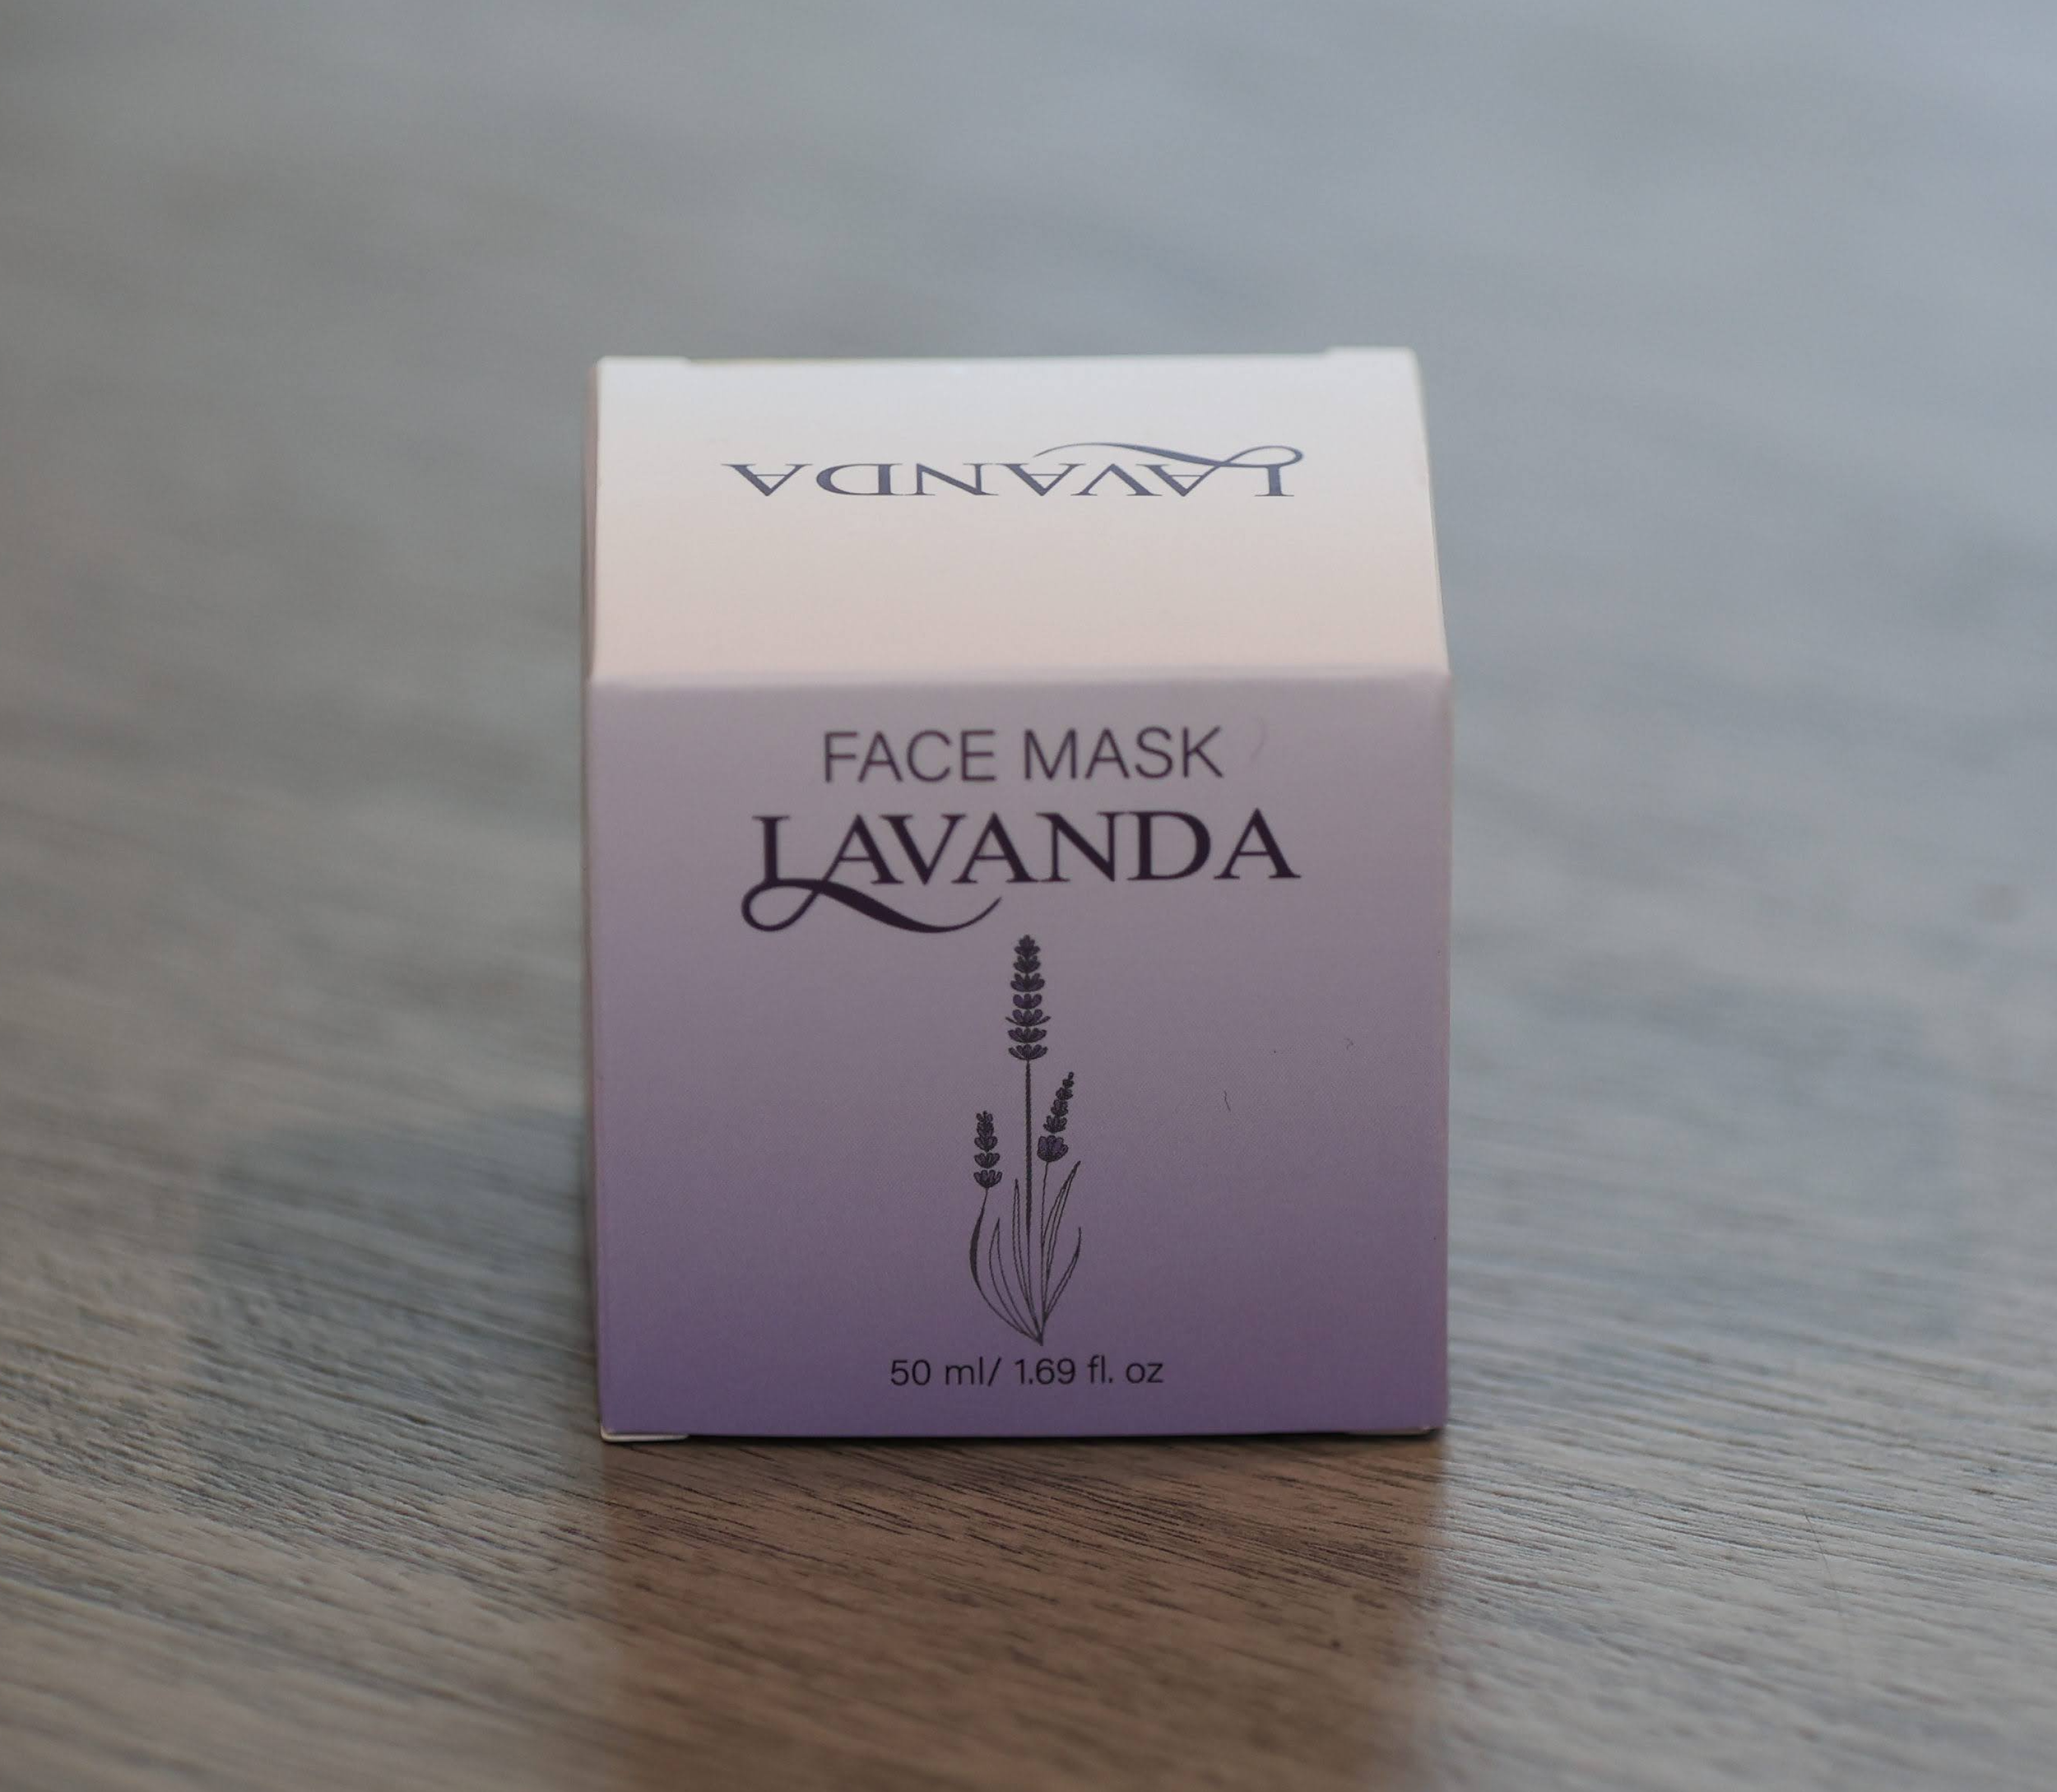 LAVANDA
FACE MASK
LAVANDA
50 ml/ 1.69 fl. oz